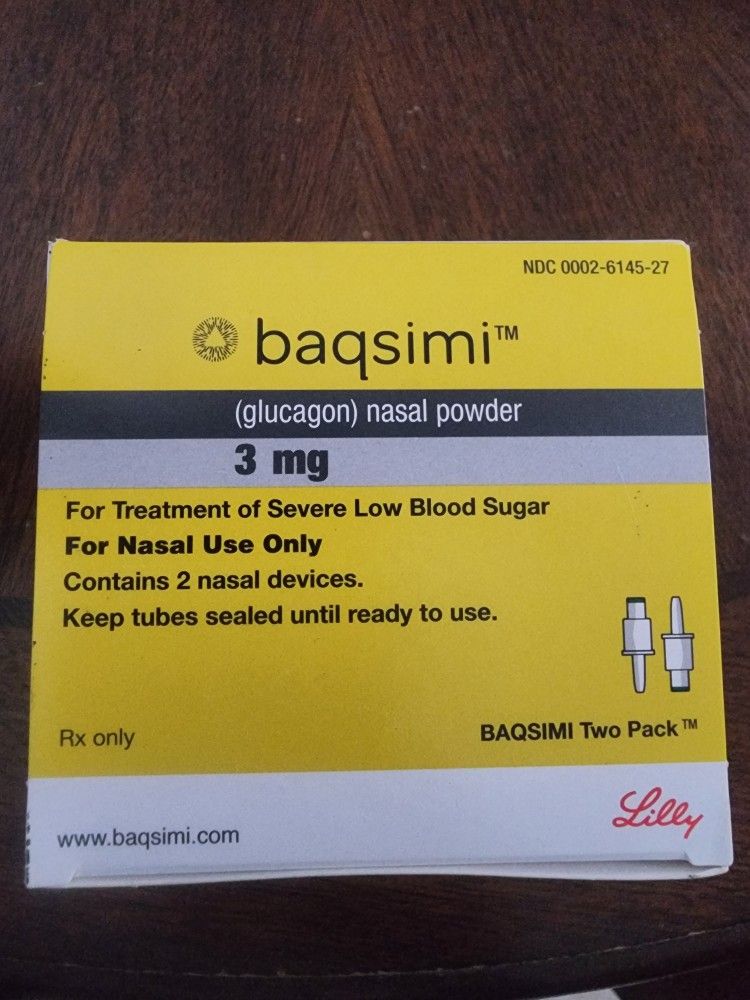 NDC 0002-6145-27
baqsimi™
(glucagon) nasal powder
3 mg
For Treatment of Severe Low Blood Sugar
For Nasal Use Only
Contains 2 nasal devices.
Keep tubes sealed until ready to use.
Rx only
BAQSIMI Two Pack™
www.baqsimi.com
Lilly